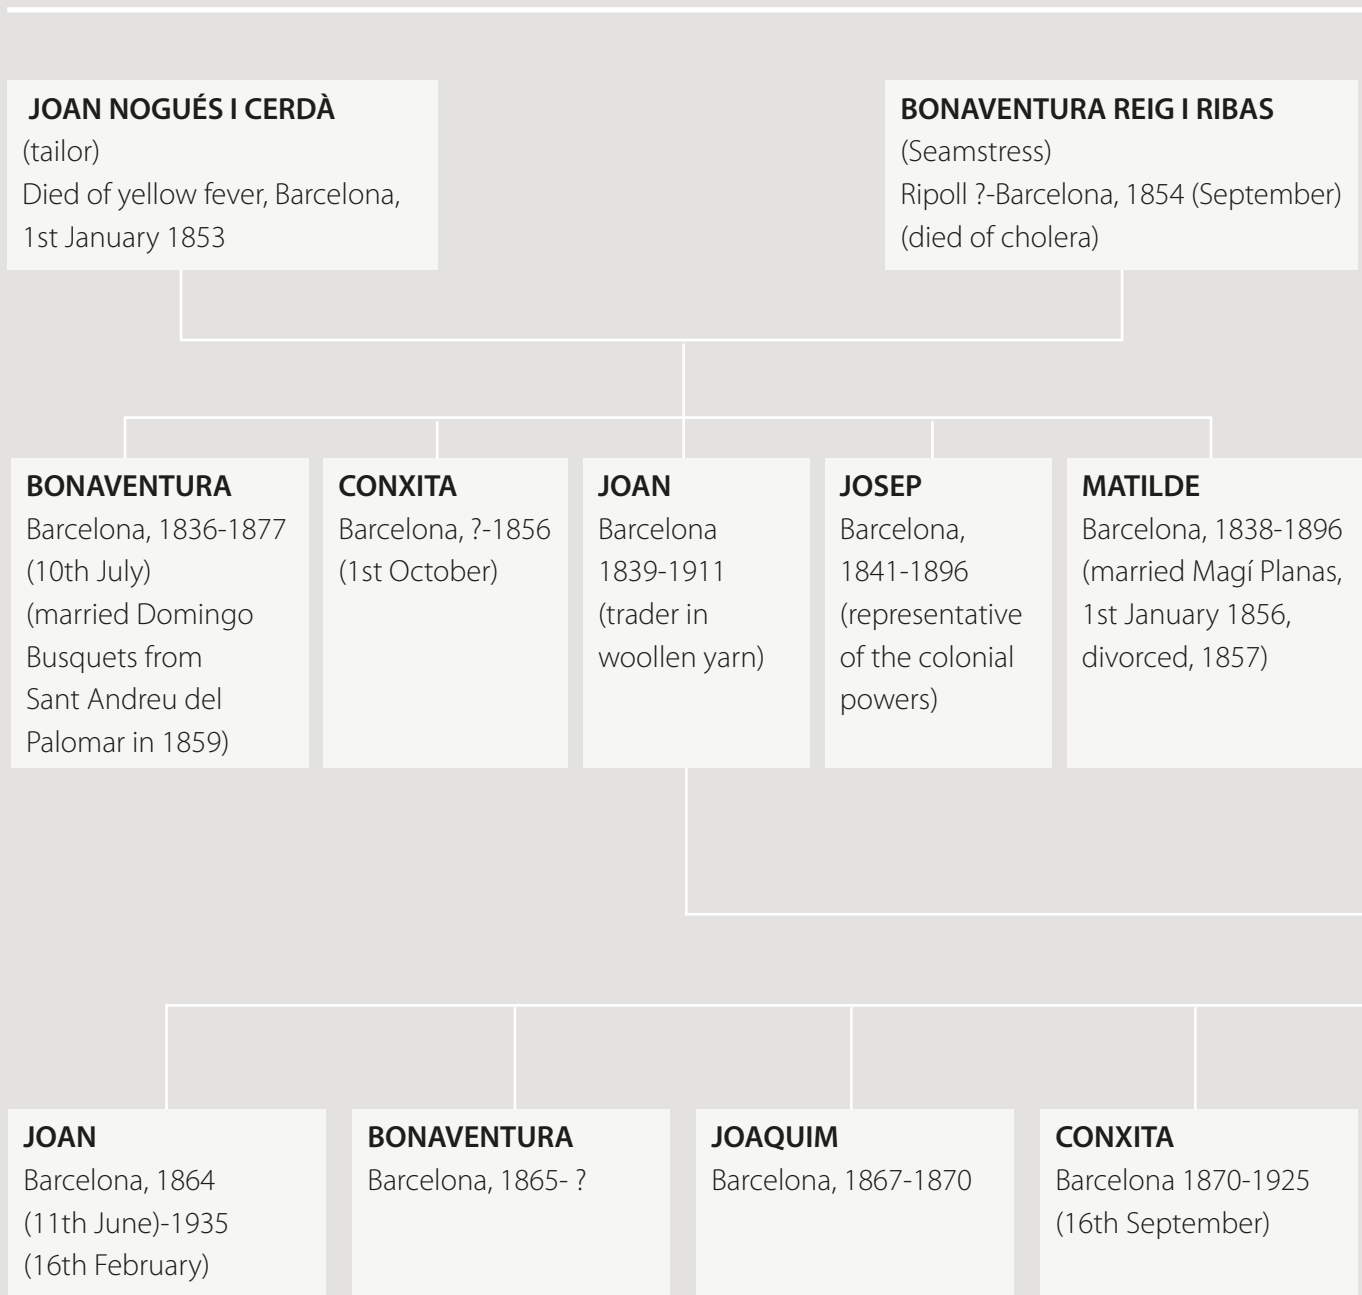 JOAN NOGUÉS I CERDÀ
(tailor)
Died of yellow fever, Barcelona,
1st January 1853
BONAVENTURA REIG I RIBAS
(Seamstress)
Ripoll ?-Barcelona, 1854 (September)
(died of cholera)
BONAVENTURA
Barcelona, 1836-1877
(10th July)
(married Domingo
Busquets from
Sant Andreu del
Palomar in 1859)
CONXITA
Barcelona, ?-1856
(1st October)
JOAN
Barcelona
1839-1911
(trader in
woollen yarn)
JOSEP
Barcelona,
1841-1896
(representative
of the colonial
powers)
MATILDE
Barcelona, 1838-1896
(married Magí Planas,
1st January 1856,
divorced, 1857)
JOAN
Barcelona, 1864
(11th June)-1935
(16th February)
BONAVENTURA
Barcelona, 1865- ?
JOAQUIM
Barcelona, 1867-1870
CONXITA
Barcelona 1870-1925
(16th September)